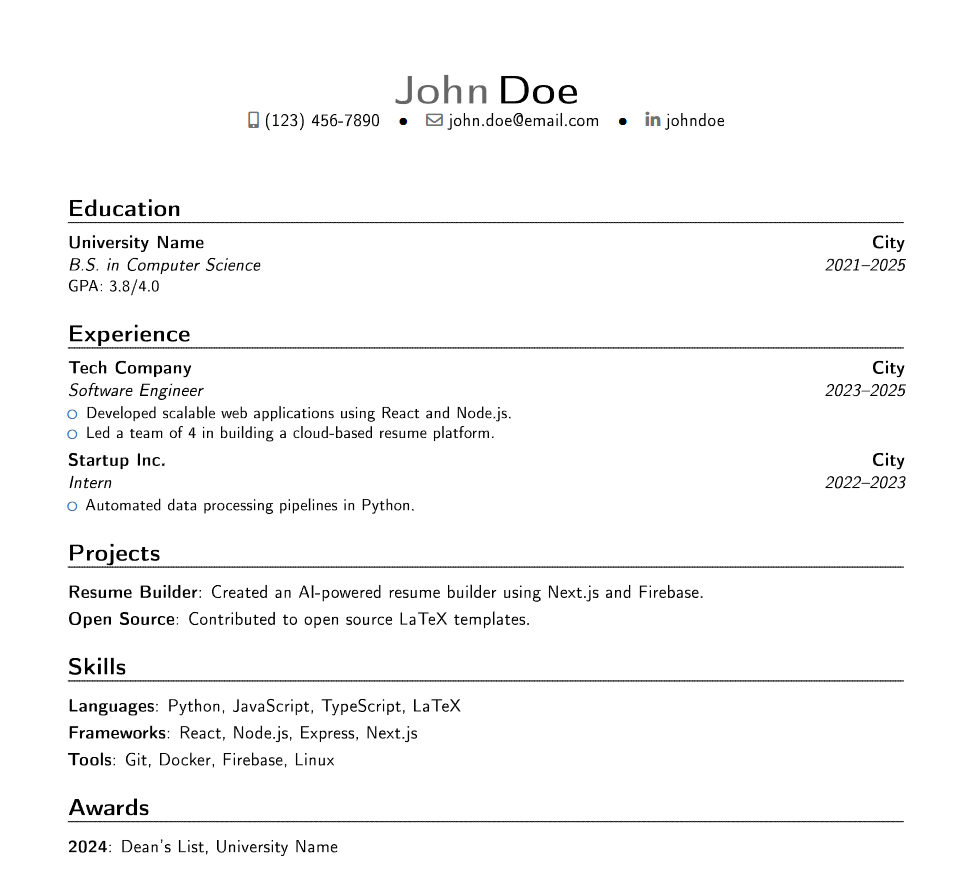 John Doe
(123) 456-7890 ● john.doe@email.com ● in johndoe
Education
University Name City
B.S. in Computer Science 2021–2025
GPA: 3.8/4.0
Experience
Tech Company City
Software Engineer 2023–2025
Developed scalable web applications using React and Node.js.
Led a team of 4 in building a cloud-based resume platform.
Startup Inc. City
Intern 2022–2023
Automated data processing pipelines in Python.
Projects
Resume Builder: Created an AI-powered resume builder using Next.js and Firebase.
Open Source: Contributed to open source LaTeX templates.
Skills
Languages: Python, JavaScript, TypeScript, LaTeX
Frameworks: React, Node.js, Express, Next.js
Tools: Git, Docker, Firebase, Linux
Awards
2024: Dean's List, University Name